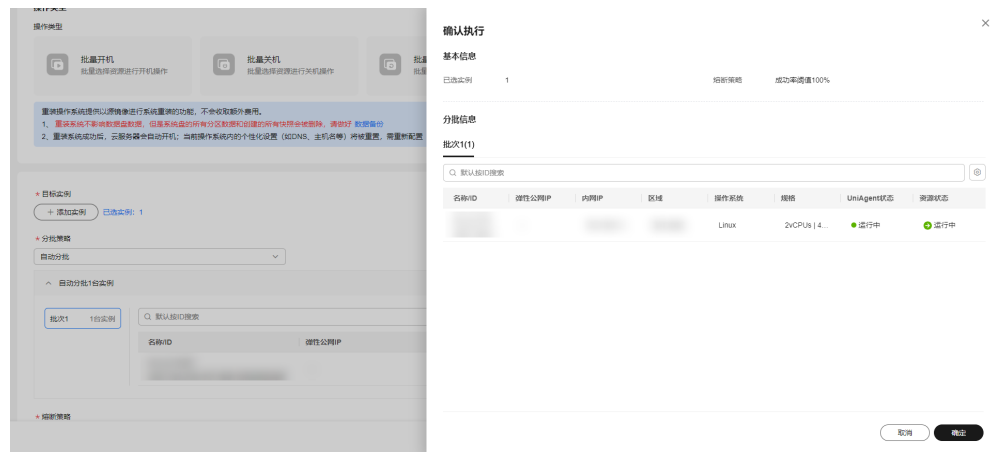 操作类型
操作类型
批量开机
批量选择资源进行开机操作
批量关机
批量选择资源进行关机操作
重装操作系统提供以源镜像进行系统重装的功能，不会收取额外费用。
1、重装系统不影响数据盘数据，但是系统盘的所有分区数据和创建的所有快照会被删除，请做好 数据备份
2、重装系统成功后，云服务器会自动开机；当前操作系统内的个性化设置（如DNS、主机名等）将被重置，需重新配置
* 目标实例
+ 添加实例 已选实例：1
* 分批策略
自动分批
自动分批1台实例
批次1 1台实例
默认按ID搜索
名称/ID 弹性公网IP
* 熔断策略
确认执行
基本信息
已选实例 1 熔断策略 成功率阈值100%
分批信息
批次1(1)
默认按ID搜索
名称/ID 弹性公网IP 内网IP 区域 操作系统 规格 UniAgent状态 资源状态
Linux 2vCPUs | 4... 运行中 运行中
取消 确定